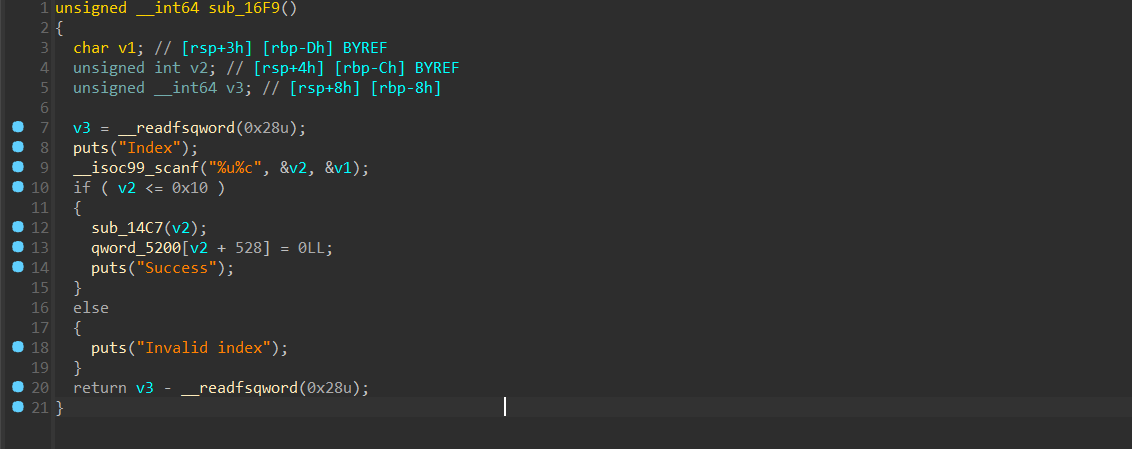 1 unsigned __int64 sub_16F9()
2 {
3 char v1; // [rsp+3h] [rbp-Dh] BYREF
4 unsigned int v2; // [rsp+4h] [rbp-Ch] BYREF
5 unsigned __int64 v3; // [rsp+8h] [rbp-8h]
6
7 v3 = __readfsqword(0x28u);
8 puts("Index");
9 __isoc99_scanf("%u%c", &v2, &v1);
10 if ( v2 <= 0x10 )
11 {
12 sub_14C7(v2);
13 qword_5200[v2 + 528] = 0LL;
14 puts("Success");
15 }
16 else
17 {
18 puts("Invalid index");
19 }
20 return v3 - __readfsqword(0x28u);
21 }